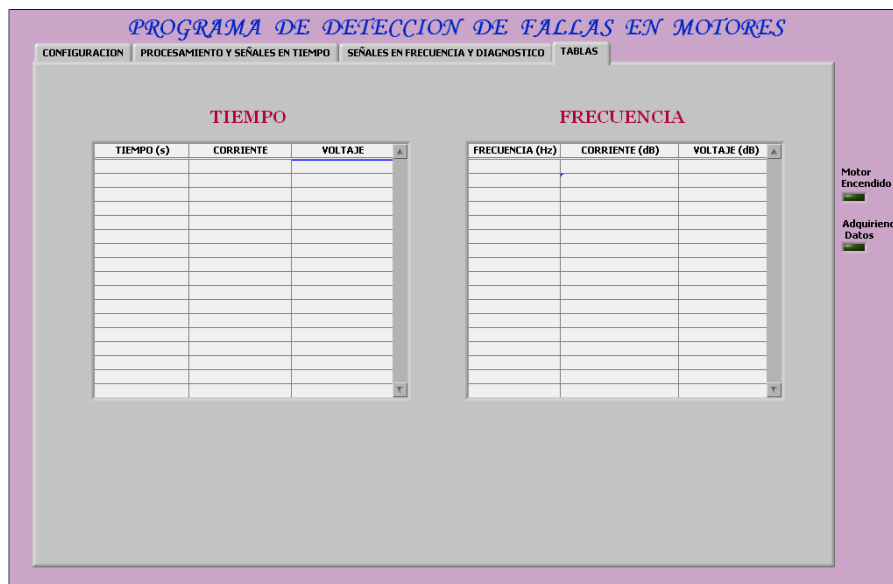 PROGRAMA DE DETECCION DE FALLAS EN MOTORES
CONFIGURACION PROCESAMIENTO Y SEÑALES EN TIEMPO SEÑALES EN FRECUENCIA Y DIAGNOSTICO TABLAS
TIEMPO FRECUENCIA
TIEMPO (s) CORRIENTE VOLTAJE FRECUENCIA (Hz) CORRIENTE (dB) VOLTAJE (dB)
Motor
Encendido
Adquirienc
Datos